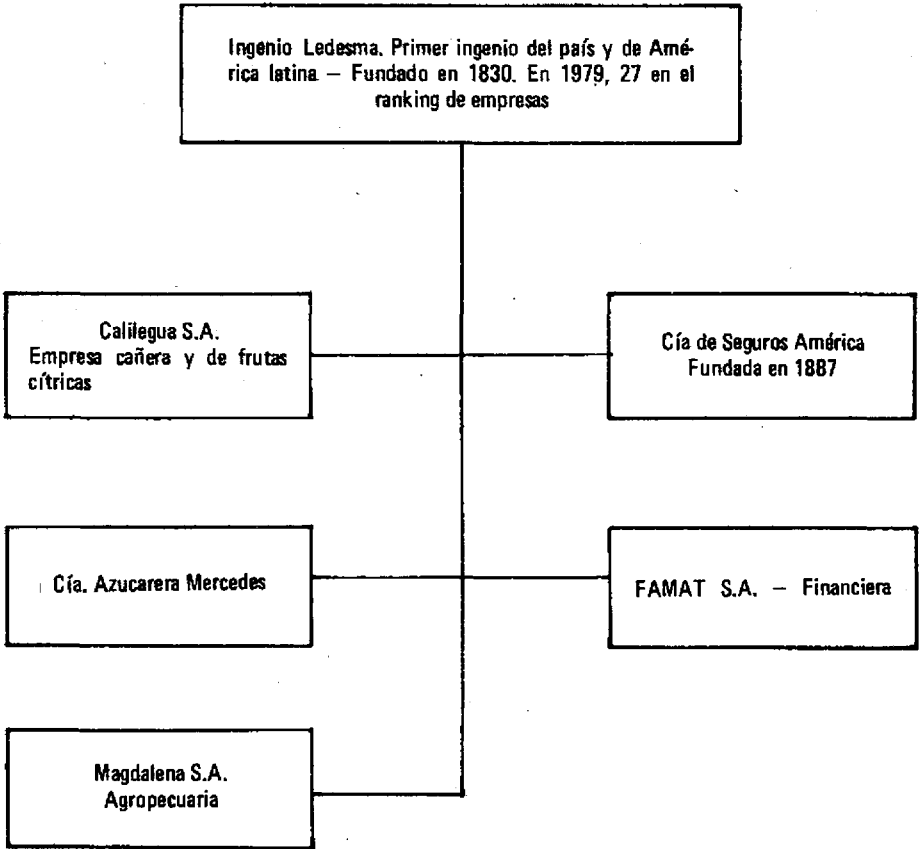 Ingenio Ledesma. Primer ingenio del país y de Amé-
rica latina — Fundado en 1830. En 1979, 27 en el
ranking de empresas
Calilegua S.A.
Empresa cañera y de frutas
cítricas
Cía de Seguros América
Fundada en 1887
Cía. Azucarera Mercedes
FAMAT S.A. — Financiera
Magdalena S.A.
Agropecuaria